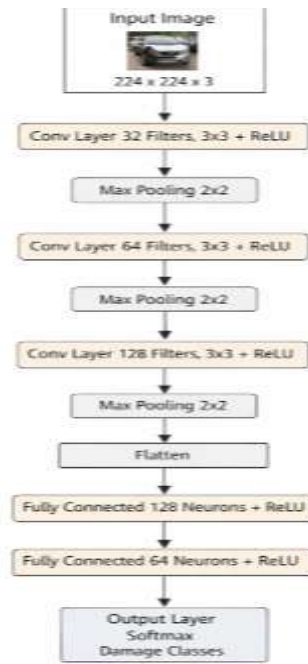 Input Image
224 x 224 x 3
Conv Layer 32 Filters, 3x3 + ReLU
Max Pooling 2x2
Conv Layer 64 Filters, 3x3 + ReLU
Max Pooling 2x2
Conv Layer 128 Filters, 3x3 + ReLU
Max Pooling 2x2
Flatten
Fully Connected 128 Neurons + ReLU
Fully Connected 64 Neurons + ReLU
Output Layer
Softmax
Damage Classes